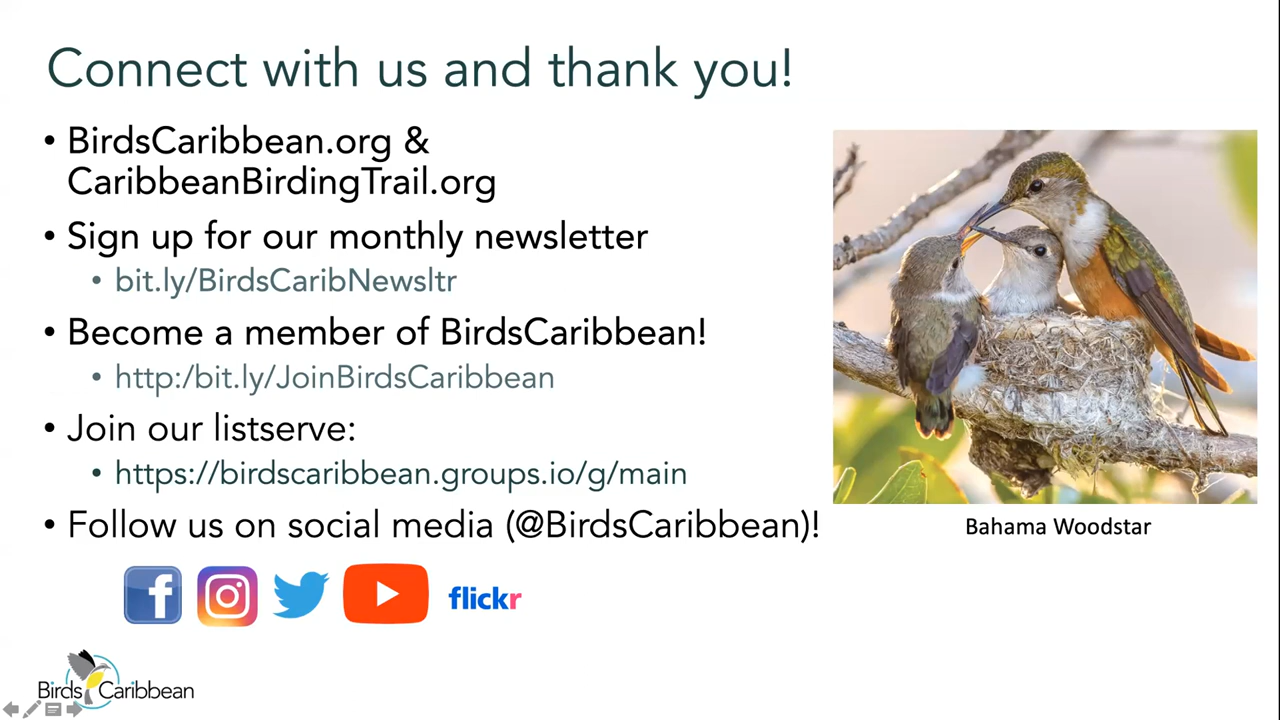 Connect with us and thank you!
• BirdsCaribbean.org &
CaribbeanBirdingTrail.org
• Sign up for our monthly newsletter
• bit.ly/BirdsCaribNewsltr
• Become a member of BirdsCaribbean!
• http:/bit.ly/JoinBirdsCaribbean
• Join our listserve:
• https://birdscaribbean.groups.io/g/main
• Follow us on social media (@BirdsCaribbean)!
f
flickr
Bahama Woodstar
Birds Caribbean